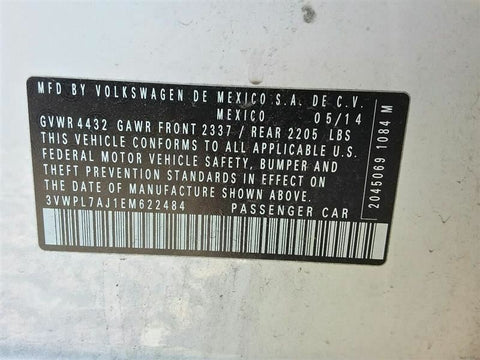 MFD BY VOLKSWAGEN DE MEXICO S.A. DE C.V.
MEXICO 05/14
GVWR 4432 GAWR FRONT 2337 / REAR 2205 LBS
THIS VEHICLE CONFORMS TO ALL APPLICABLE U.S.
FEDERAL MOTOR VEHICLE SAFETY, BUMPER AND
THEFT PREVENTION STANDARDS IN EFFECT ON
THE DATE OF MANUFACTURE SHOWN ABOVE.
3VWPL7AJ1EM622484 PASSENGER CAR
2045069 1084 M